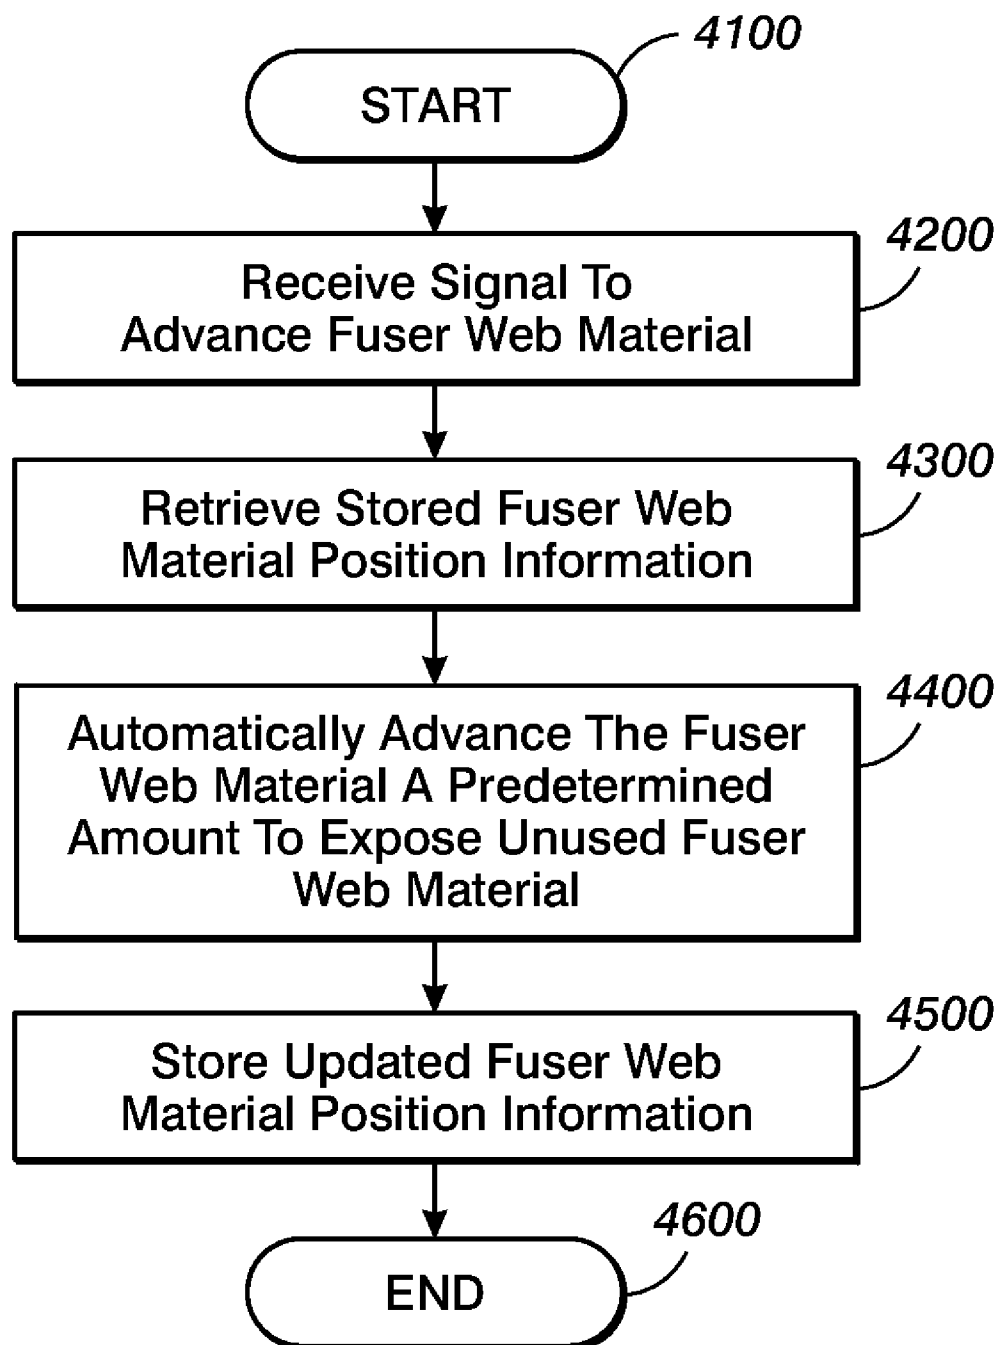 4100
START
4200
Receive Signal To
Advance Fuser Web Material
4300
Retrieve Stored Fuser Web
Material Position Information
4400
Automatically Advance The Fuser
Web Material A Predetermined
Amount To Expose Unused Fuser
Web Material
4500
Store Updated Fuser Web
Material Position Information
4600
END